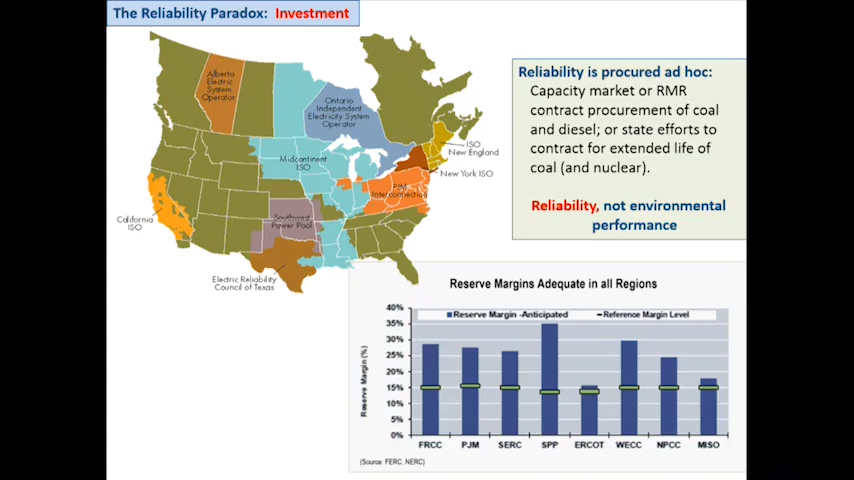 The Reliability Paradox: Investment
Alberta
Electric
System
Operator
Ontario
Independent
Electricity System
Operator
ISO
New England
Midcontinent
ISO
New York ISO
PJM
Interconnection
California
ISO
Southwest
Power Pool
Electric Reliability
Council of Texas
Reliability is procured ad hoc:
Capacity market or RMR
contract procurement of coal
and diesel; or state efforts to
contract for extended life of
coal (and nuclear).
Reliability, not environmental
performance
Reserve Margins Adequate in all Regions
Reserve Margin -Anticipated
Reference Margin Level
Reserve Margin (%)
40%
35%
30%
25%
20%
15%
10%
5%
0%
FRCC PJM SERC SPP ERCOT WECC NPCC MISO
(Source: FERC, NERC)